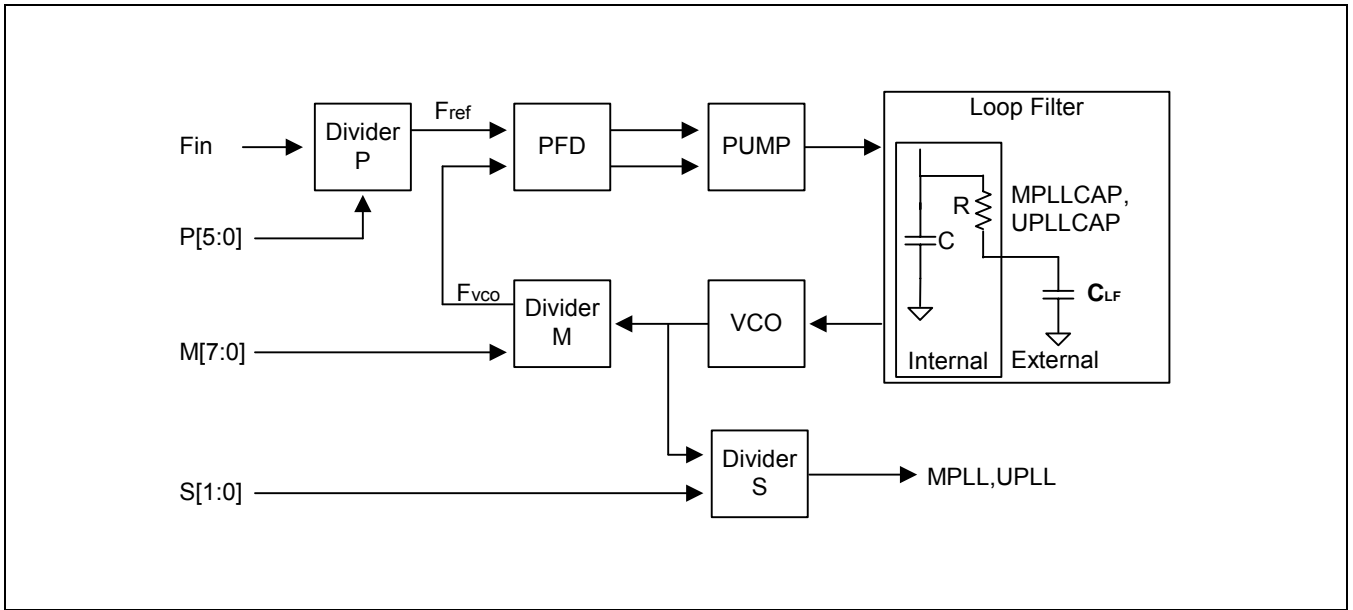 Fin
P[5:0]
M[7:0]
S[1:0]
Divider
P
Fref
PFD
PUMP
Loop Filter
R
C
MPLLCAP,
UPLLCAP
CLF
Internal
External
Fvco
Divider
M
VCO
Divider
S
MPLL,UPLL